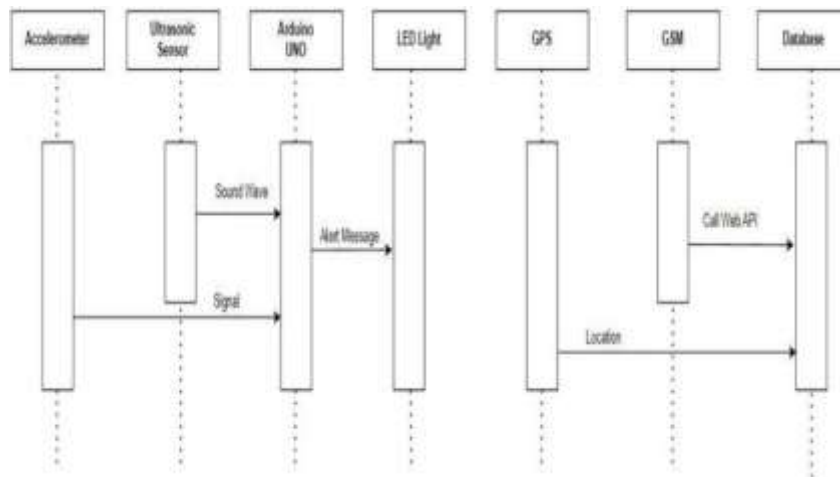 Accelerometer
Ultrasonic
Sensor
Arduino
UNO
LED Light
GPS
GSM
Database
Sound Wave
Call Web API
Alert Message
Signal
Location